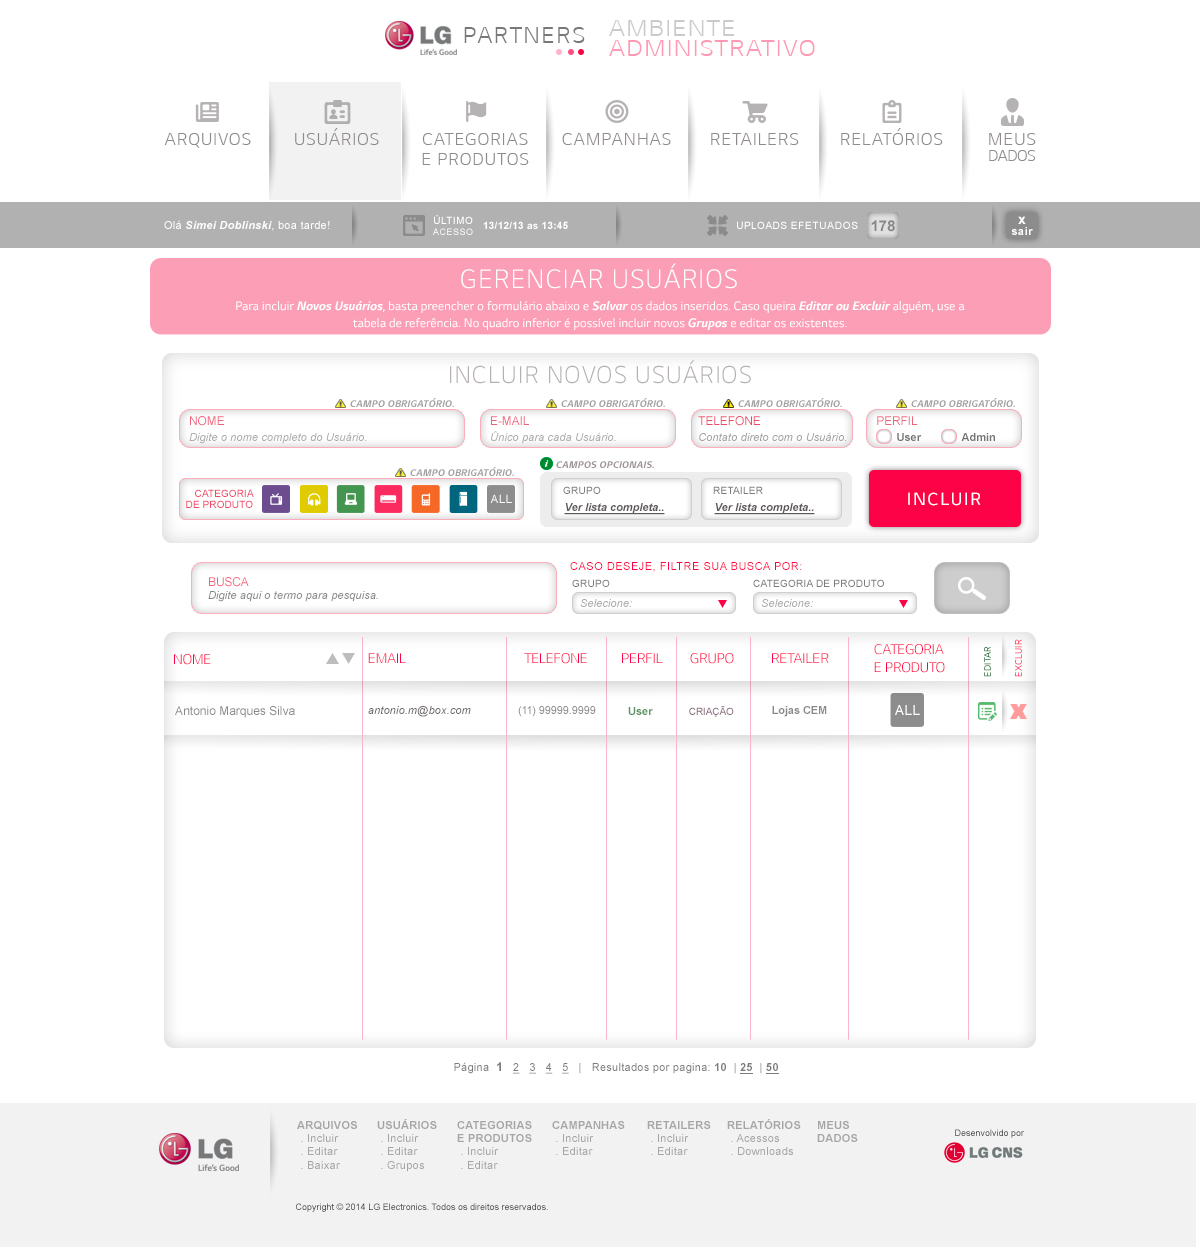 LG PARTNERS
Life's Good
AMBIENTE
ADMINISTRATIVO
ARQUIVOS
USUÁRIOS
CATEGORIAS
E PRODUTOS
CAMPANHAS
RETAILERS
RELATÓRIOS
MEUS
DADOS
Olá Simei Doblinski, boa tarde!
ÚLTIMO
ACESSO
13/12/13 as 13:45
UPLOADS EFETUADOS 178
x
sair
GERENCIAR USUÁRIOS
Para incluir Novos Usuários, basta preencher o formulário abaixo e Salvar os dados inseridos. Caso queira Editar ou Excluir alguém, use a
tabela de referência. No quadro inferior é possível incluir novos Grupos e editar os existentes.
INCLUIR NOVOS USUÁRIOS
CAMPO OBRIGATÓRIO.
NOME
Digite o nome completo do Usuário.
CAMPO OBRIGATÓRIO.
E-MAIL
Único para cada Usuário.
CAMPO OBRIGATÓRIO.
TELEFONE
Contato direto com o Usuário.
CAMPO OBRIGATÓRIO.
PERFIL
User Admin
CAMPO OBRIGATÓRIO.
CATEGORIA
DE PRODUTO
ALL
i CAMPOS OPCIONAIS.
GRUPO
Ver lista completa..
RETAILER
Ver lista completa..
INCLUIR
BUSCA
Digite aqui o termo para pesquisa.
CASO DESEJE, FILTRE SUA BUSCA POR:
GRUPO
Selecione:
CATEGORIA DE PRODUTO
Selecione:
NOME
EMAIL
TELEFONE
PERFIL
GRUPO
RETAILER
CATEGORIA
E PRODUTO
EDITAR
EXCLUIR
Antonio Marques Silva
antonio.m@box.com
(11) 99999.9999
User
CRIAÇÃO
Lojas CEM
ALL
X
Página 1 2 3 4 5 | Resultados por pagina: 10 | 25 | 50
LG
Life's Good
ARQUIVOS
. Incluir
. Editar
. Baixar
USUÁRIOS
. Incluir
. Editar
. Grupos
CATEGORIAS
E PRODUTOS
. Incluir
. Editar
CAMPANHAS
. Incluir
. Editar
RETAILERS
. Incluir
. Editar
RELATÓRIOS
. Acessos
. Downloads
MEUS
DADOS
Desenvolvido por
LG CNS
Copyright © 2014 LG Electronics. Todos os direitos reservados.